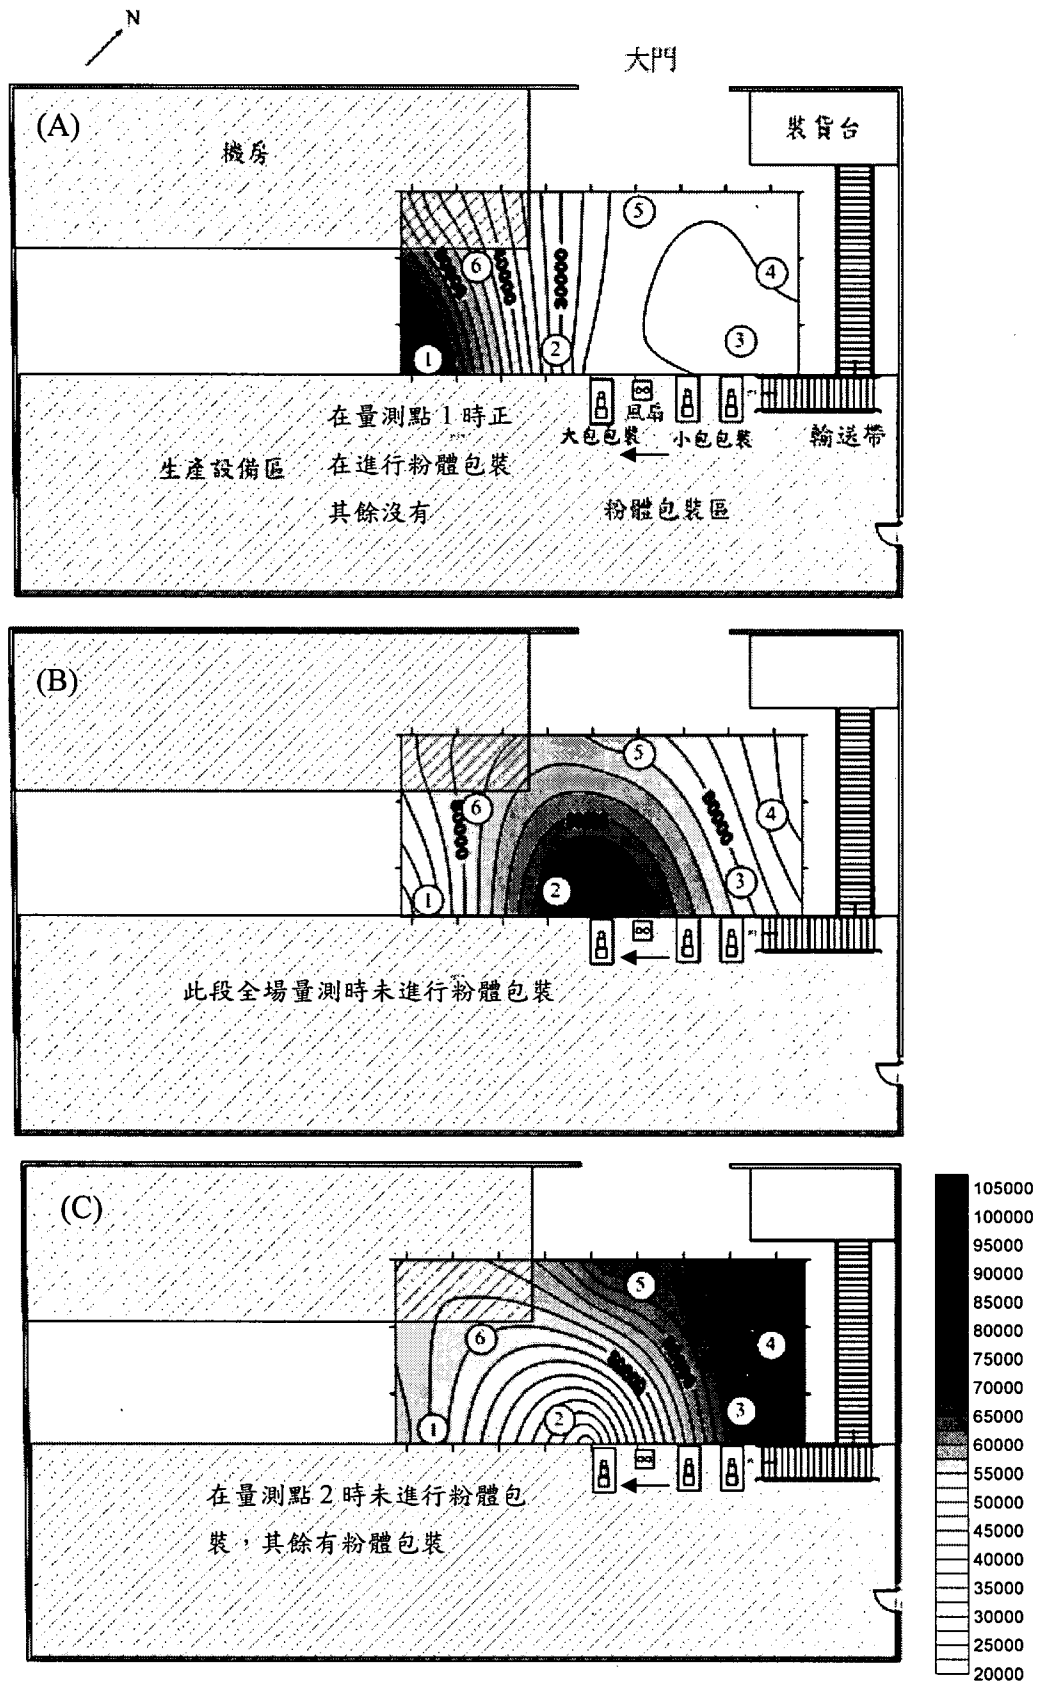 N
大門
(A)
機房
裝貨台
5
6
4
30000
3
2
1
在量測點 1 時正
在進行粉體包裝
其餘沒有
生產設備區
風扇
大包包裝
小包包裝
輸送帶
粉體包裝區
(B)
5
6
4
60000
3
2
1
此段全場量測時未進行粉體包裝
(C)
5
6
4
3
2
1
在量測點 2 時未進行粉體包
裝，其餘有粉體包裝
105000
100000
95000
90000
85000
80000
75000
70000
65000
60000
55000
50000
45000
40000
35000
30000
25000
20000